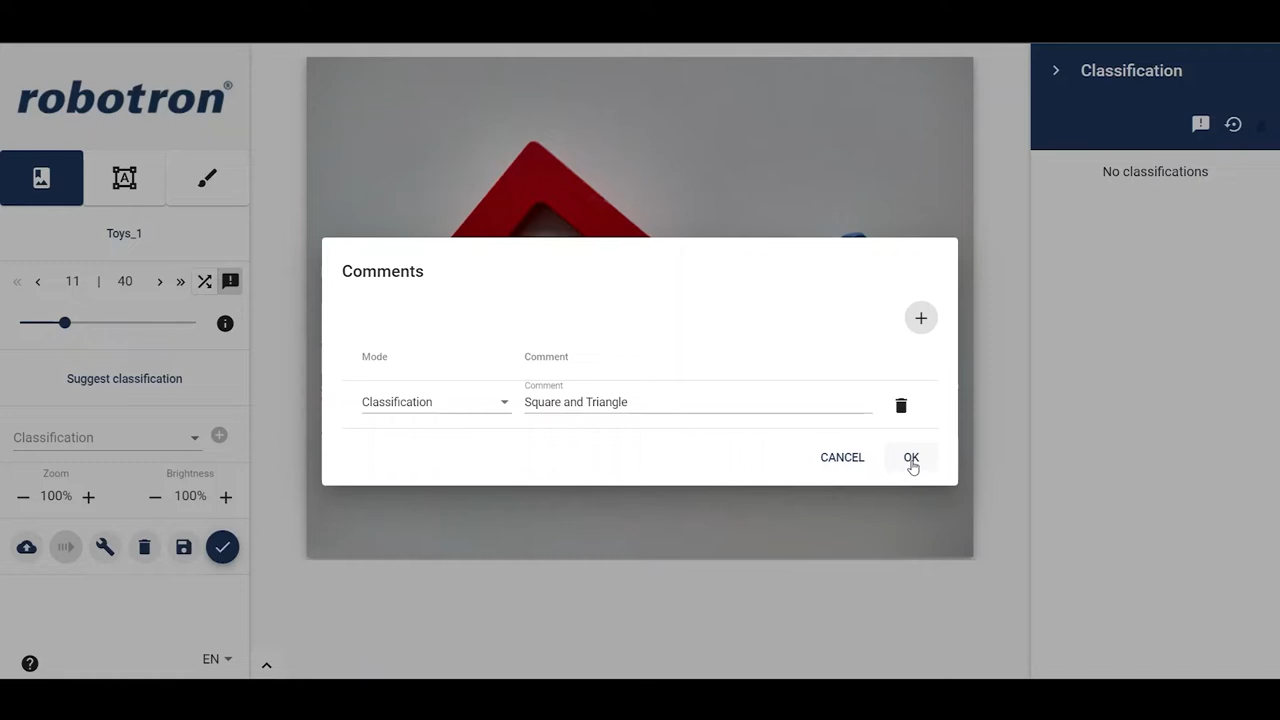 robotron®
Classification
No classifications
Toys_1
11 | 40
Suggest classification
Classification
Zoom
Brightness
100%
100%
EN
Comments
Mode
Comment
Comment
Classification
Square and Triangle
CANCEL
OK